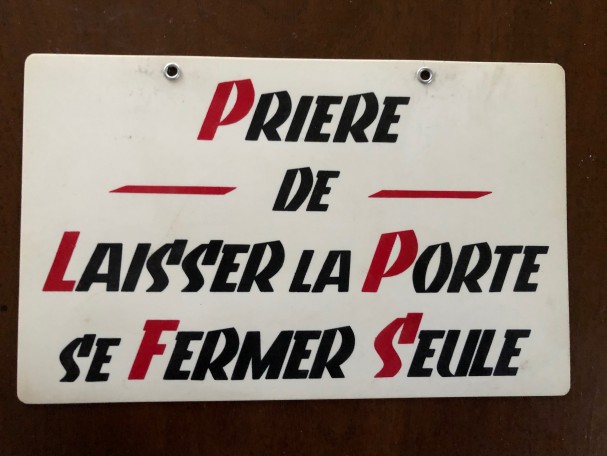 PRIERE
DE
LAISSER LA PORTE
SE FERMER SEULE